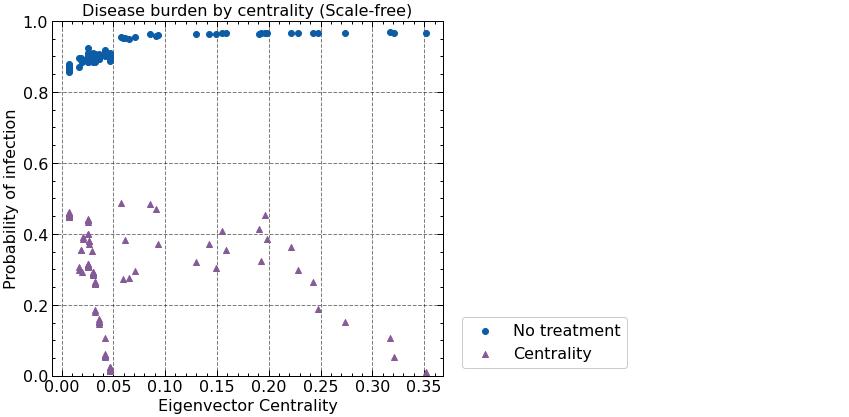 Disease burden by centrality (Scale-free)
1.0
0.8
0.6
0.4
0.2
0.0
Probability of infection
0.00 0.05 0.10 0.15 0.20 0.25 0.30 0.35
Eigenvector Centrality
No treatment
Centrality